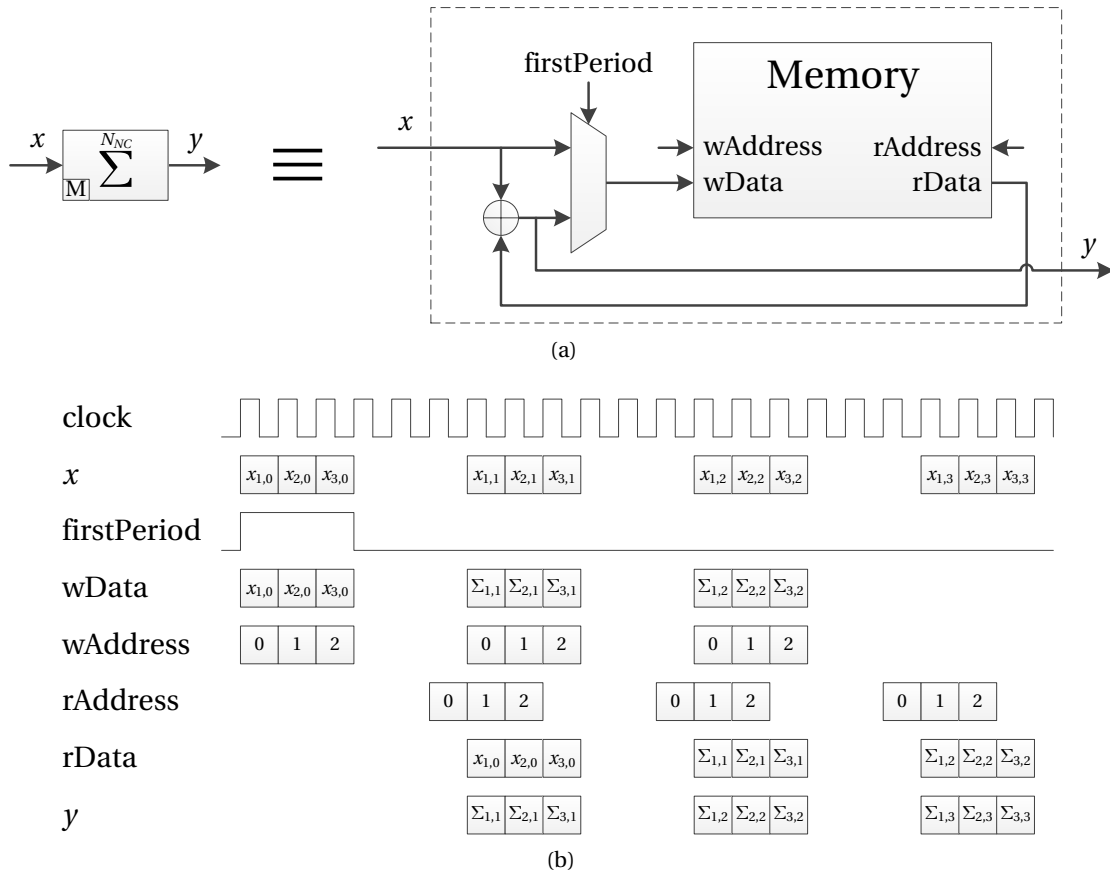 firstPeriod
Memory
x
N_NC
y
x
M
∑
≡
wAddress
rAddress
wData
rData
y
(a)
clock
x
x1,0 x2,0 x3,0 x1,1 x2,1 x3,1 x1,2 x2,2 x3,2 x1,3 x2,3 x3,3
firstPeriod
wData
x1,0 x2,0 x3,0 Σ1,1 Σ2,1 Σ3,1 Σ1,2 Σ2,2 Σ3,2
wAddress
0 1 2 0 1 2 0 1 2
rAddress
0 1 2 0 1 2 0 1 2
rData
x1,0 x2,0 x3,0 Σ1,1 Σ2,1 Σ3,1 Σ1,2 Σ2,2 Σ3,2
y
Σ1,1 Σ2,1 Σ3,1 Σ1,2 Σ2,2 Σ3,2 Σ1,3 Σ2,3 Σ3,3
(b)